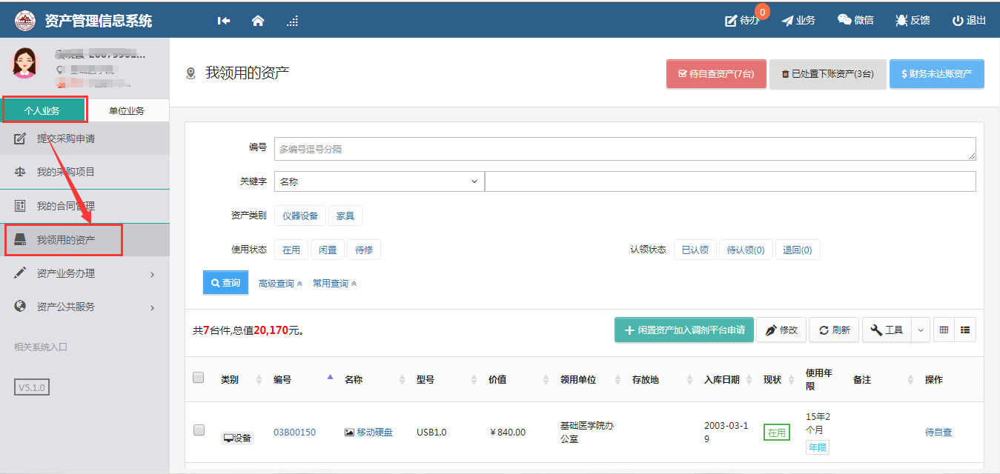 资产管理信息系统
待办
0
业务
微信
反馈
退出
个人业务
单位业务
提交采购申请
我的采购项目
我的合同管理
我领用的资产
资产业务办理
资产公共服务
相关系统入口
V5.1.0
我领用的资产
待自查资产(7台)
已处置下账资产(3台)
$ 财务未达账资产
编号
多编号逗号分隔
关键字
名称
资产类别
仪器设备
家具
使用状态
在用
闲置
待修
认领状态
已认领
待认领(0)
退回(0)
查询
高级查询
常用查询
共7台件,总值20,170元。
闲置资产加入调剂平台申请
修改
刷新
工具
类别
编号
名称
型号
价值
领用单位
存放地
入库日期
现状
使用年
限
备注
操作
设备
03B00150
移动硬盘
USB1.0
￥840.00
基础医学院办
公室
2003-03-1
9
在用
15年2
个月
年限
待自查